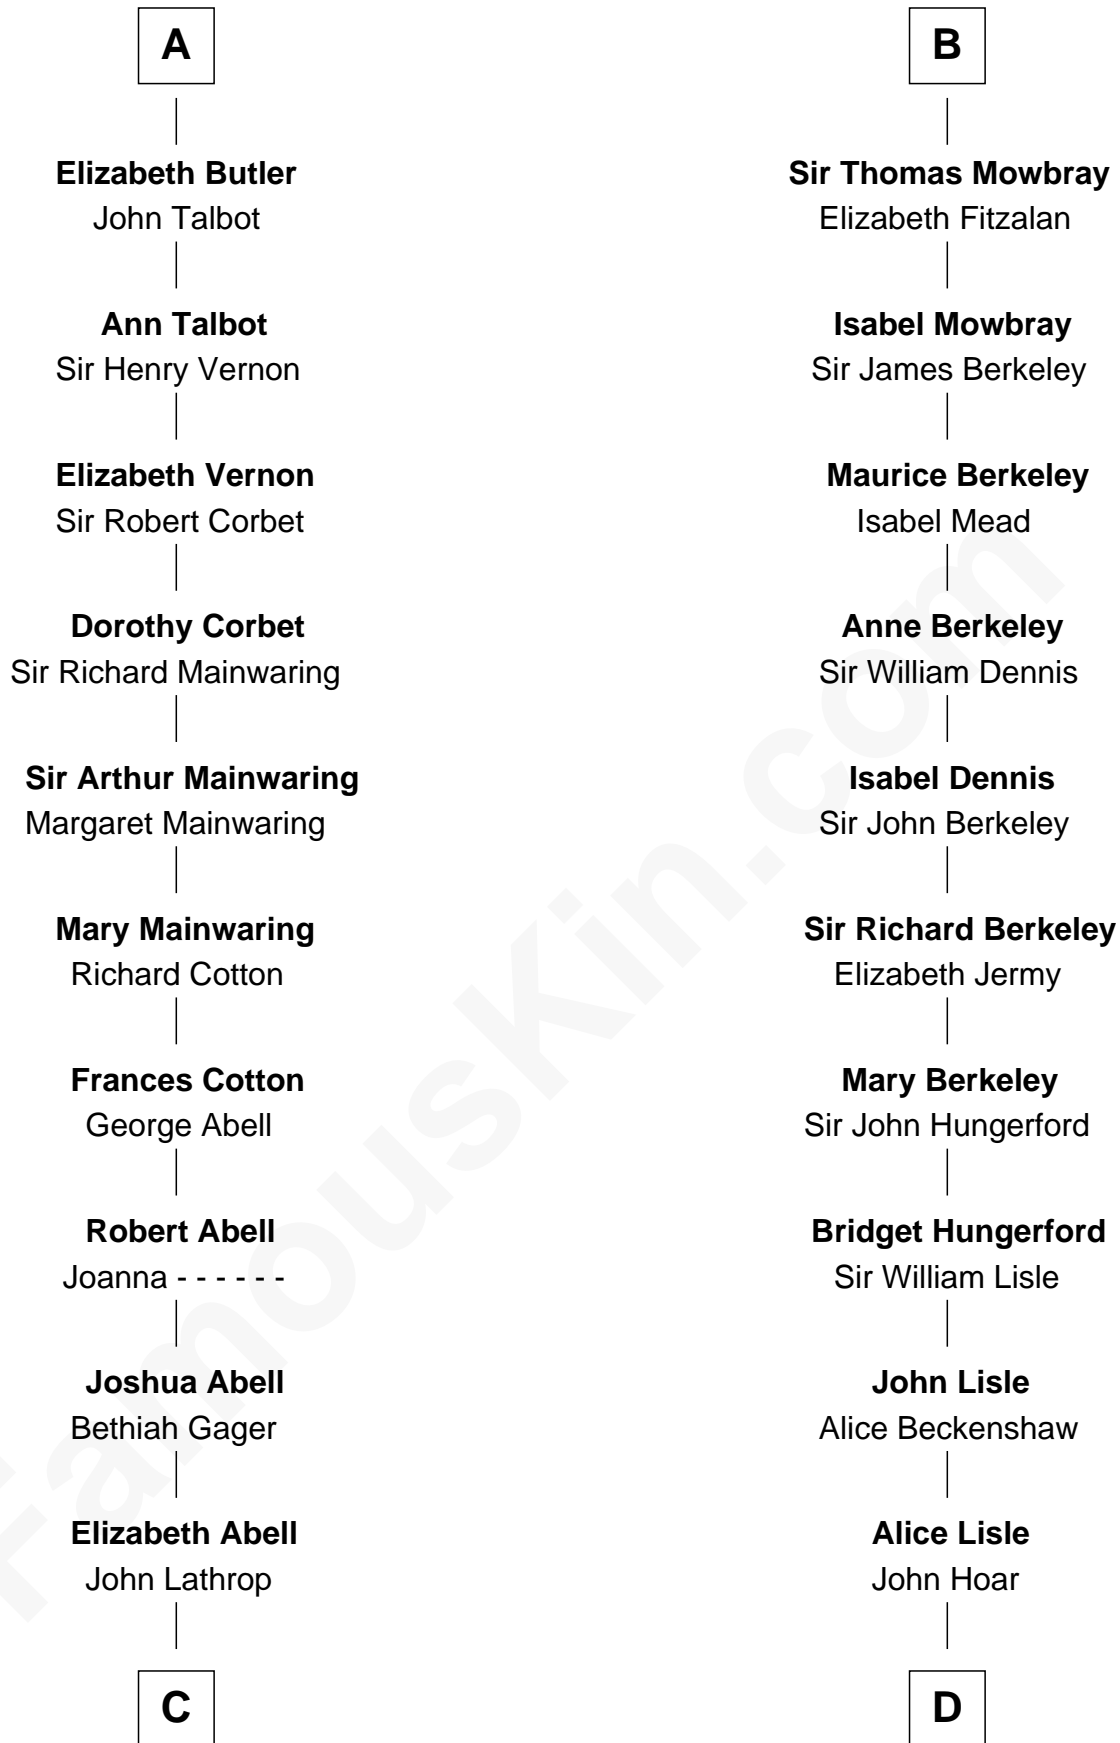 A
Elizabeth Butler
John Talbot
Ann Talbot
Sir Henry Vernon
Elizabeth Vernon
Sir Robert Corbet
Dorothy Corbet
Sir Richard Mainwaring
Sir Arthur Mainwaring
Margaret Mainwaring
Mary Mainwaring
Richard Cotton
Frances Cotton
George Abell
Robert Abell
Joanna - - - - - -
Joshua Abell
Bethiah Gager
Elizabeth Abell
John Lathrop
C
B
Sir Thomas Mowbray
Elizabeth Fitzalan
Isabel Mowbray
Sir James Berkeley
Maurice Berkeley
Isabel Mead
Anne Berkeley
Sir William Dennis
Isabel Dennis
Sir John Berkeley
Sir Richard Berkeley
Elizabeth Jermy
Mary Berkeley
Sir John Hungerford
Bridget Hungerford
Sir William Lisle
John Lisle
Alice Beckenshaw
Alice Lisle
John Hoar
D
FamousKin.com